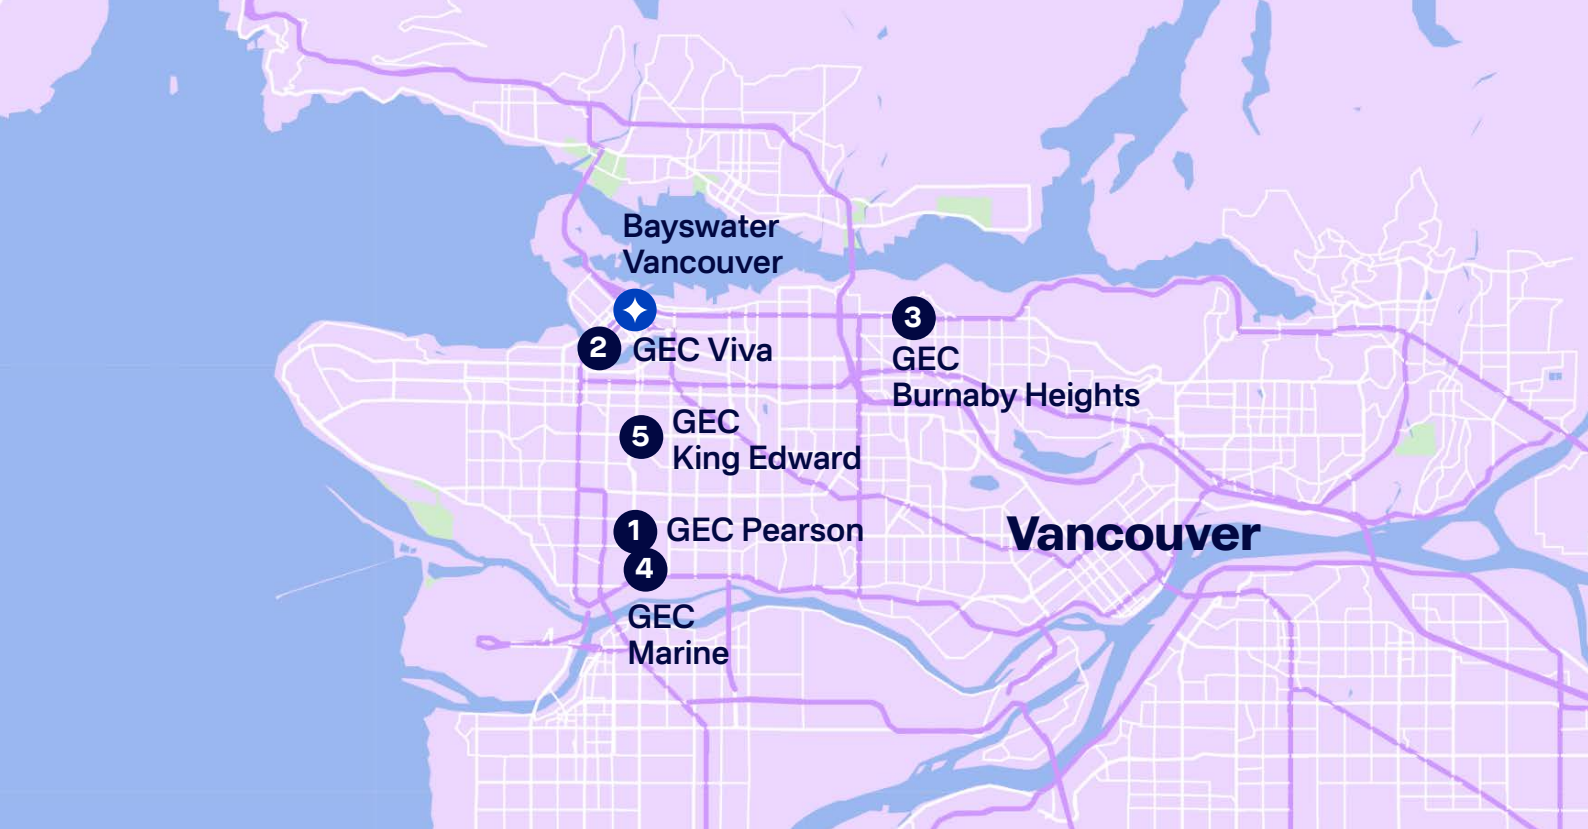 Bayswater
Vancouver
2 GEC Viva
3
GEC
Burnaby Heights
5 GEC
King Edward
1 GEC Pearson
Vancouver
4
GEC
Marine